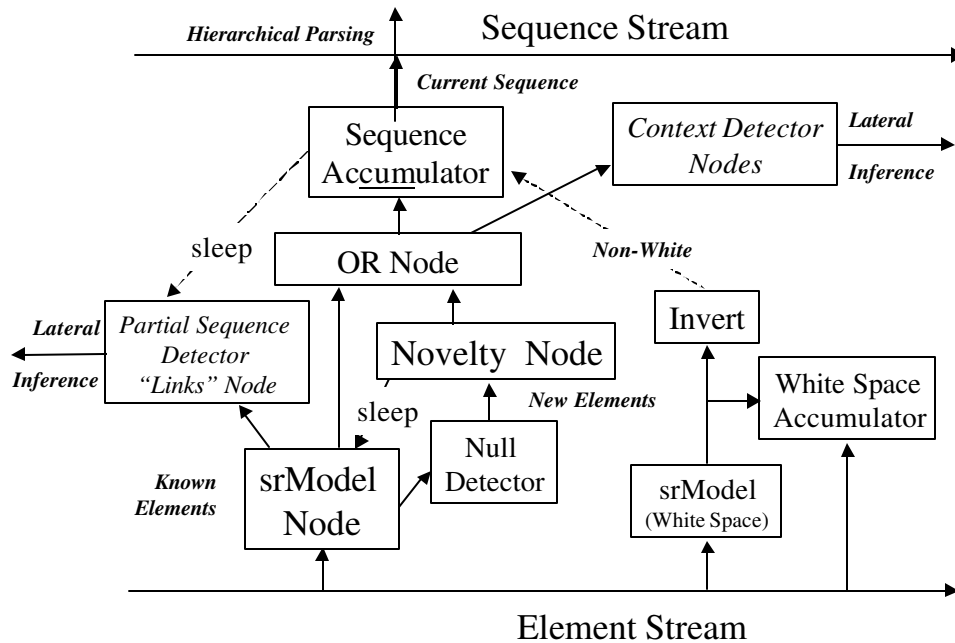 Hierarchical Parsing
Sequence Stream
Current Sequence
Sequence
Accumulator
Context Detector
Nodes
Lateral
Inference
sleep
OR Node
Non-White
Lateral
Inference
Partial Sequence
Detector
“Links” Node
Novelty Node
Invert
sleep
New Elements
White Space
Accumulator
Known
Elements
srModel
Node
Null
Detector
srModel
(White Space)
Element Stream